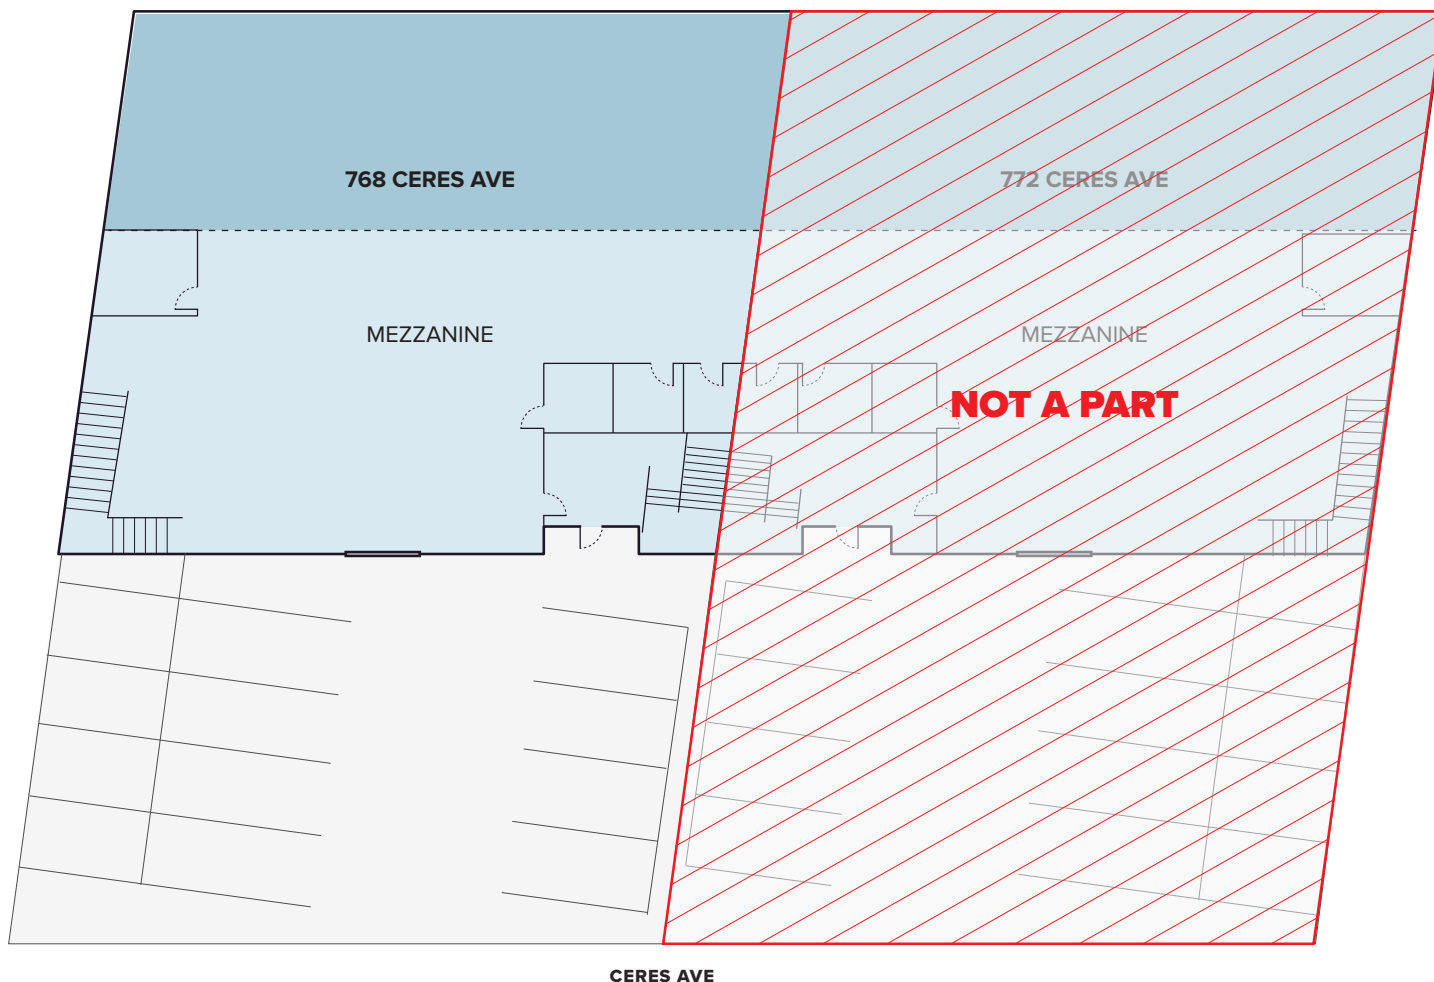 768 CERES AVE
772 CERES AVE
MEZZANINE
MEZZANINE
NOT A PART
CERES AVE